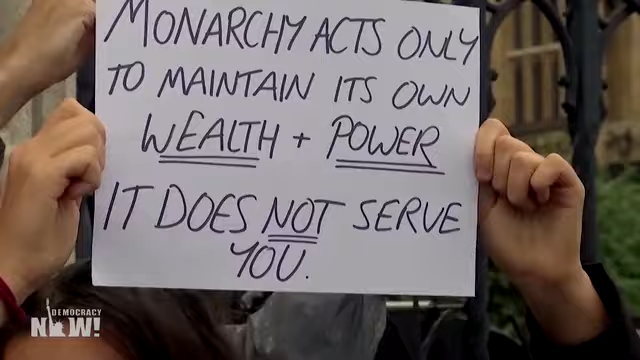 MONARCHY ACTS ONLY
TO MAINTAIN ITS OWN
WEALTH + POWER
IT DOES NOT SERVE
YOU.
DEMOCRACY
NOW!